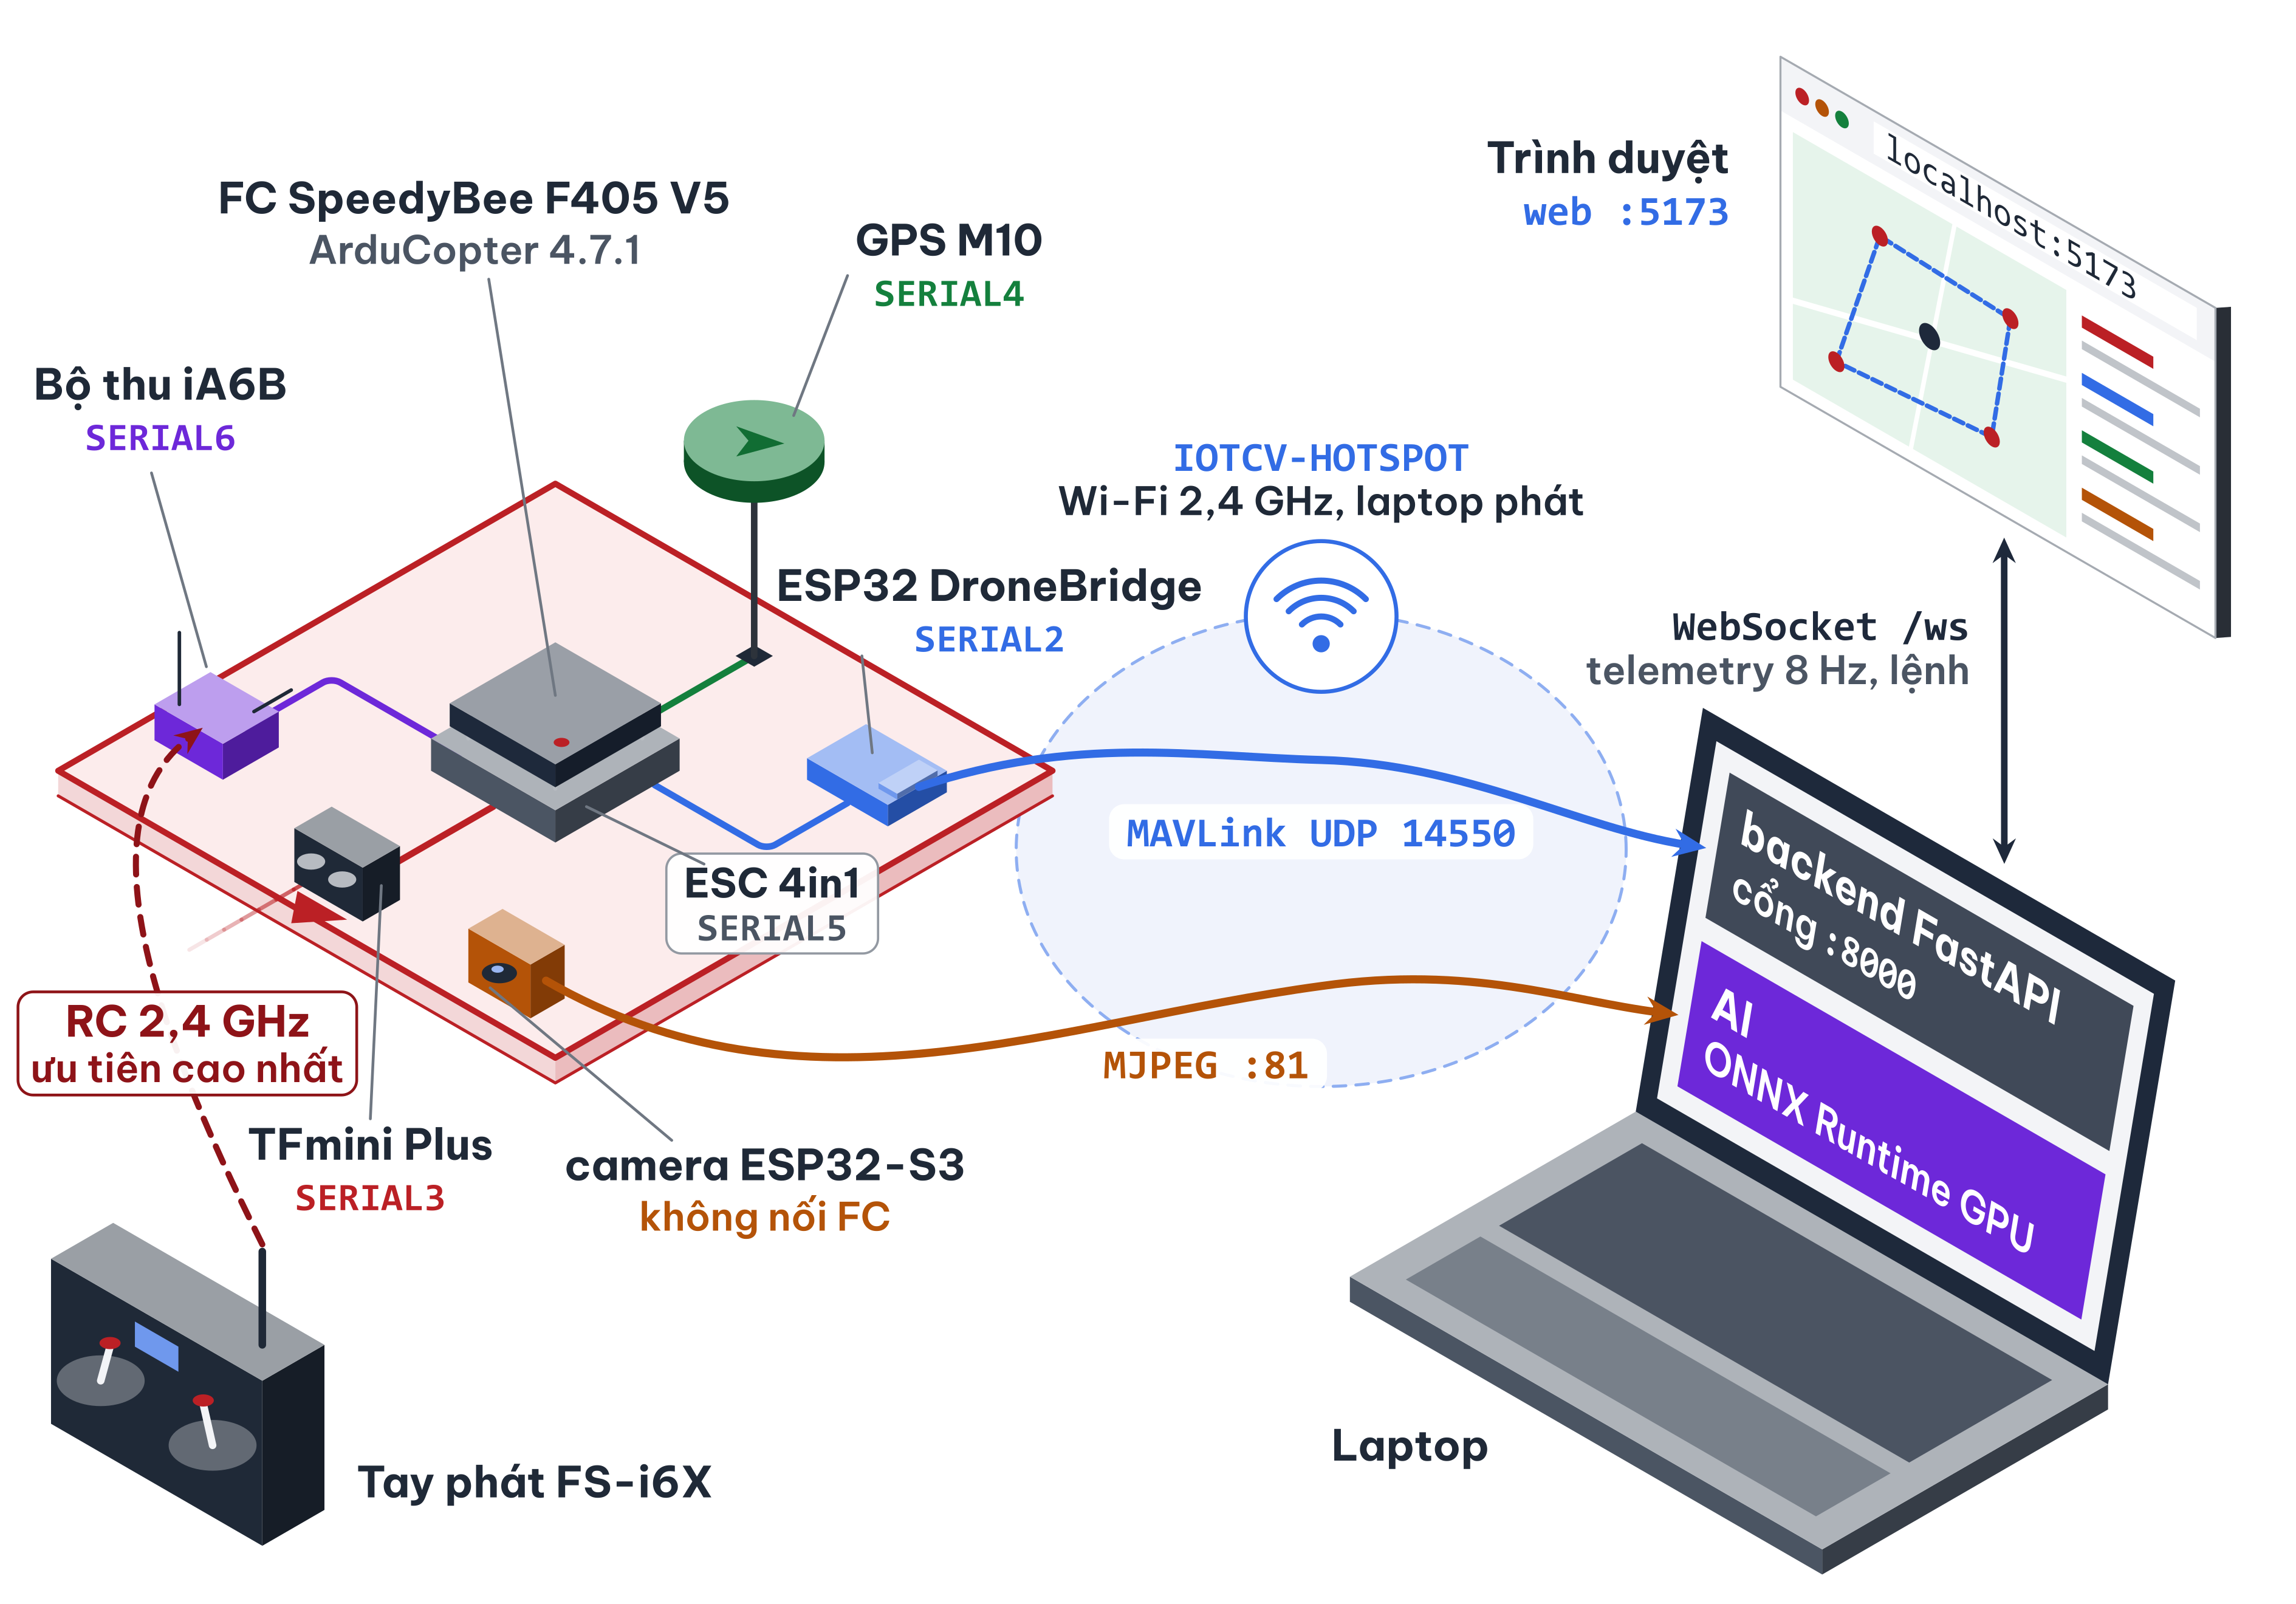 FC SpeedyBee F405 V5
ArduCopter 4.7.1
GPS M10
SERIAL4
Bộ thu iA6B
SERIAL6
Trình duyệt
web :5173
localhost:5173
IOTCV-HOTSPOT
Wi-Fi 2,4 GHz, laptop phát
ESP32 DroneBridge
SERIAL2
WebSocket /ws
telemetry 8 Hz, lệnh
MAVLink UDP 14550
ESC 4in1
SERIAL5
backend FastAPI
cổng :8000
AI
ONNX Runtime GPU
RC 2,4 GHz
ưu tiên cao nhất
MJPEG :81
TFmini Plus
SERIAL3
camera ESP32-S3
không nối FC
Tay phát FS-i6X
Laptop